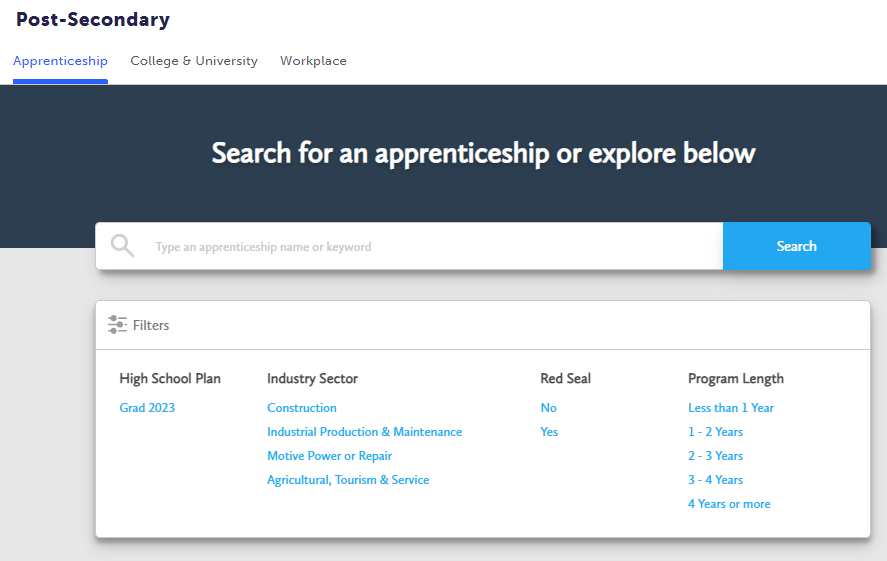 Post-Secondary
Apprenticeship College & University Workplace
Search for an apprenticeship or explore below
Type an apprenticeship name or keyword Search
Filters
High School Plan Industry Sector Red Seal Program Length
Grad 2023 Construction No Less than 1 Year
Industrial Production & Maintenance Yes 1 - 2 Years
Motive Power or Repair 2 - 3 Years
Agricultural, Tourism & Service 3 - 4 Years
4 Years or more